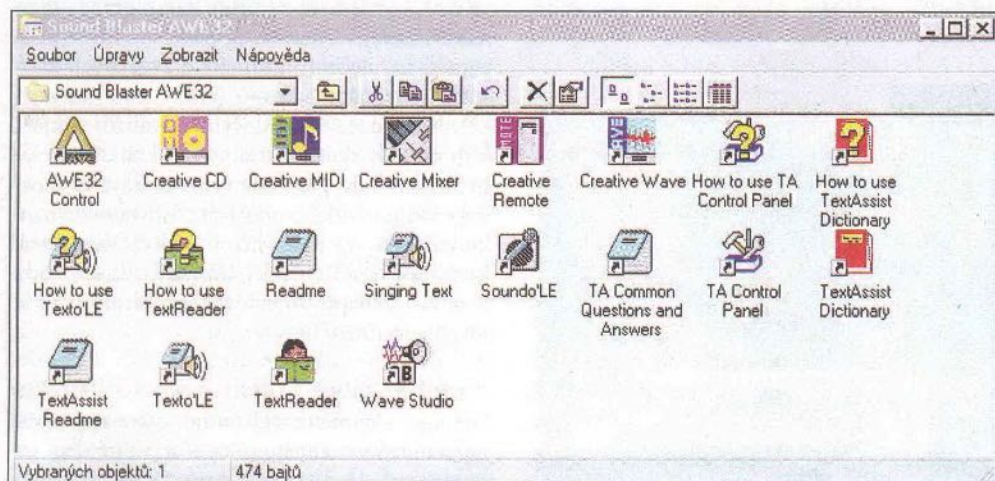 Sound Blaster AWE32
Soubor Úpravy Zobrazit Nápověda
Sound Blaster AWE32
AWE32
Control
Creative CD
Creative MIDI
Creative Mixer
Creative
Remote
Creative Wave
How to use TA
Control Panel
How to use
TextAssist
Dictionary
How to use
Texto'LE
How to use
TextReader
Readme
Singing Text
Soundo'LE
TA Common
Questions and
Answers
TA Control
Panel
TextAssist
Dictionary
TextAssist
Readme
Texto'LE
TextReader
Wave Studio
Vybraných objektů: 1
474 bajtů